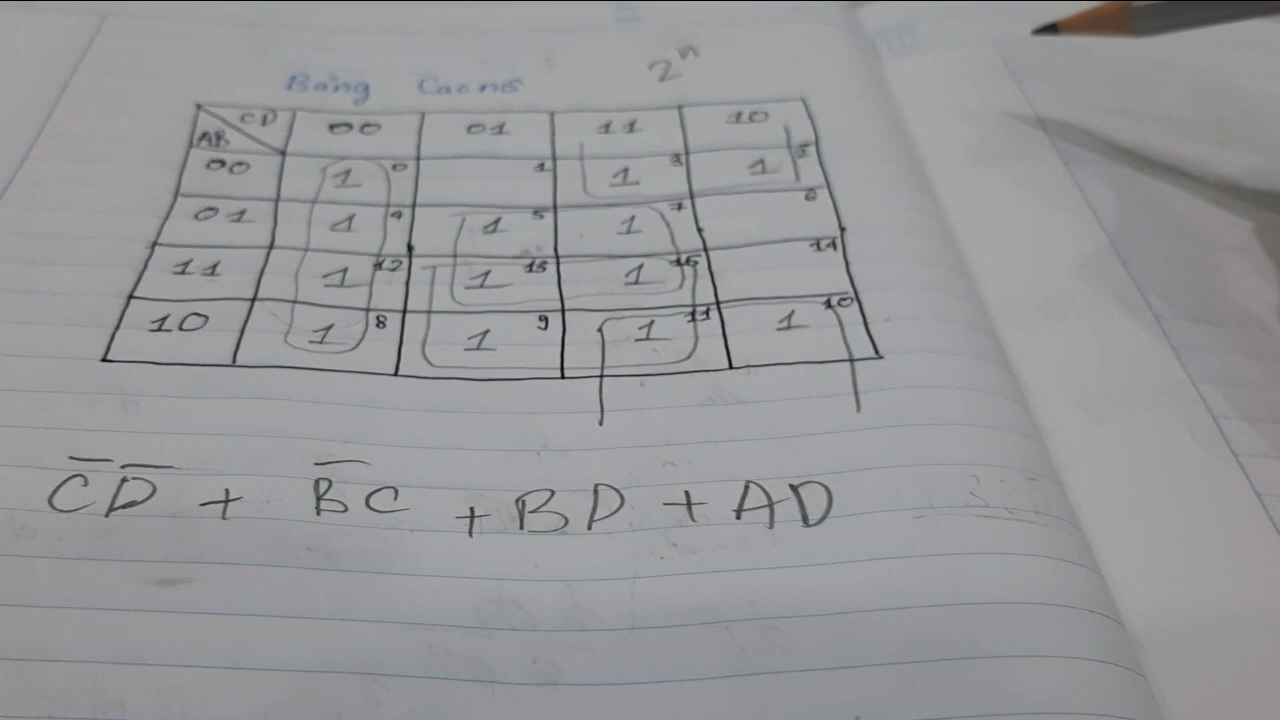 Bảng Cacno 2ⁿ
AB CD 00 01 11 10
00 1 0 1 1 3 1 2
01 1 4 1 5 1 7 6
11 1 12 1 13 1 15 14
10 1 8 1 9 1 11 1 10
C̅D̅ + B̅C + BD + AD